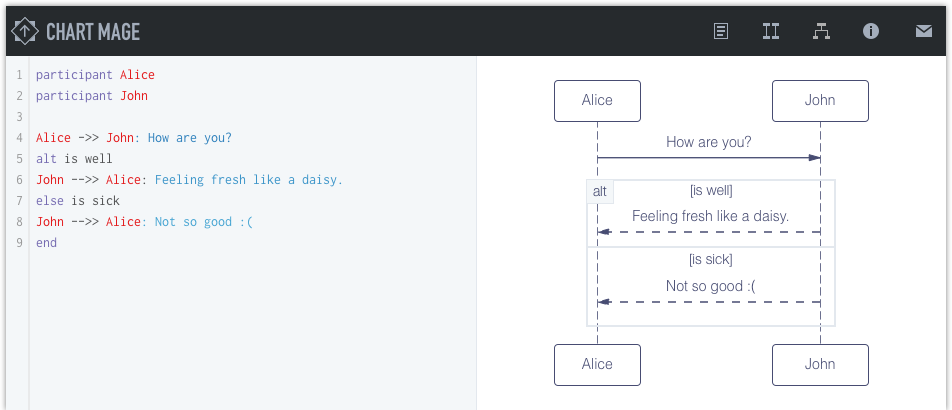 CHART MAGE
1 participant Alice
2 participant John
3
4 Alice ->> John: How are you?
5 alt is well
6 John -->> Alice: Feeling fresh like a daisy.
7 else is sick
8 John -->> Alice: Not so good :(
9 end
Alice John
How are you?
alt [is well]
Feeling fresh like a daisy.
[is sick]
Not so good :(
Alice John